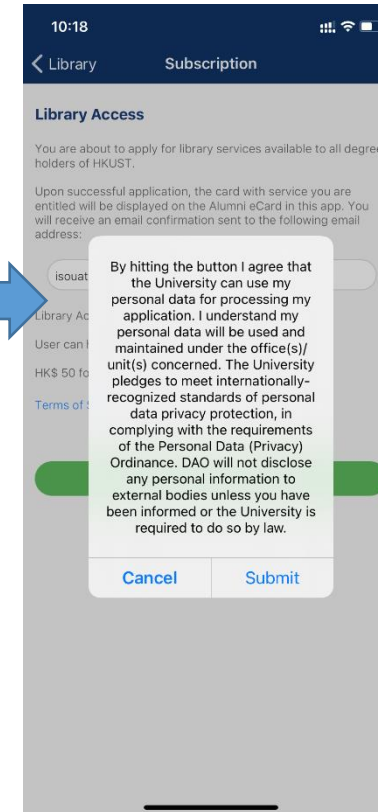 10:18
Library
Subscription
Library Access
You are about to apply for library services available to all degree
holders of HKUST.
Upon successful application, the card with service you are
entitled will be displayed on the Alumni eCard in this app. You
will receive an email confirmation sent to the following email
address:
isouat
Library Ac
User can
HK$ 50 fo
Terms of
By hitting the button I agree that
the University can use my
personal data for processing my
application. I understand my
personal data will be used and
maintained under the office(s)/
unit(s) concerned. The University
pledges to meet internationally-
recognized standards of personal
data privacy protection, in
complying with the requirements
of the Personal Data (Privacy)
Ordinance. DAO will not disclose
any personal information to
external bodies unless you have
been informed or the University is
required to do so by law.
Cancel
Submit